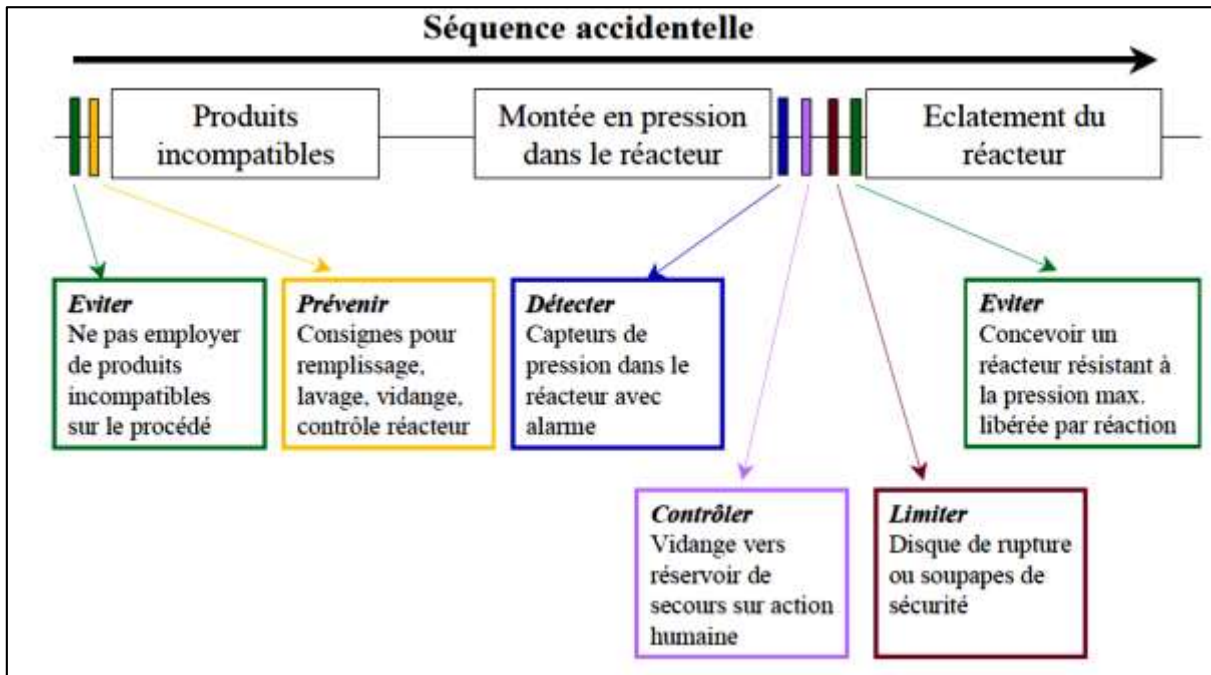 Séquence accidentelle
Produits
incompatibles
Montée en pression
dans le réacteur
Eclatement du
réacteur
Eviter
Ne pas employer
de produits
incompatibles
sur le procédé
Prévenir
Consignes pour
remplissage,
lavage, vidange,
contrôle réacteur
Détecter
Capteurs de
pression dans le
réacteur avec
alarme
Eviter
Concevoir un
réacteur résistant à
la pression max.
libérée par réaction
Contrôler
Vidange vers
réservoir de
secours sur action
humaine
Limiter
Disque de rupture
ou soupapes de
sécurité